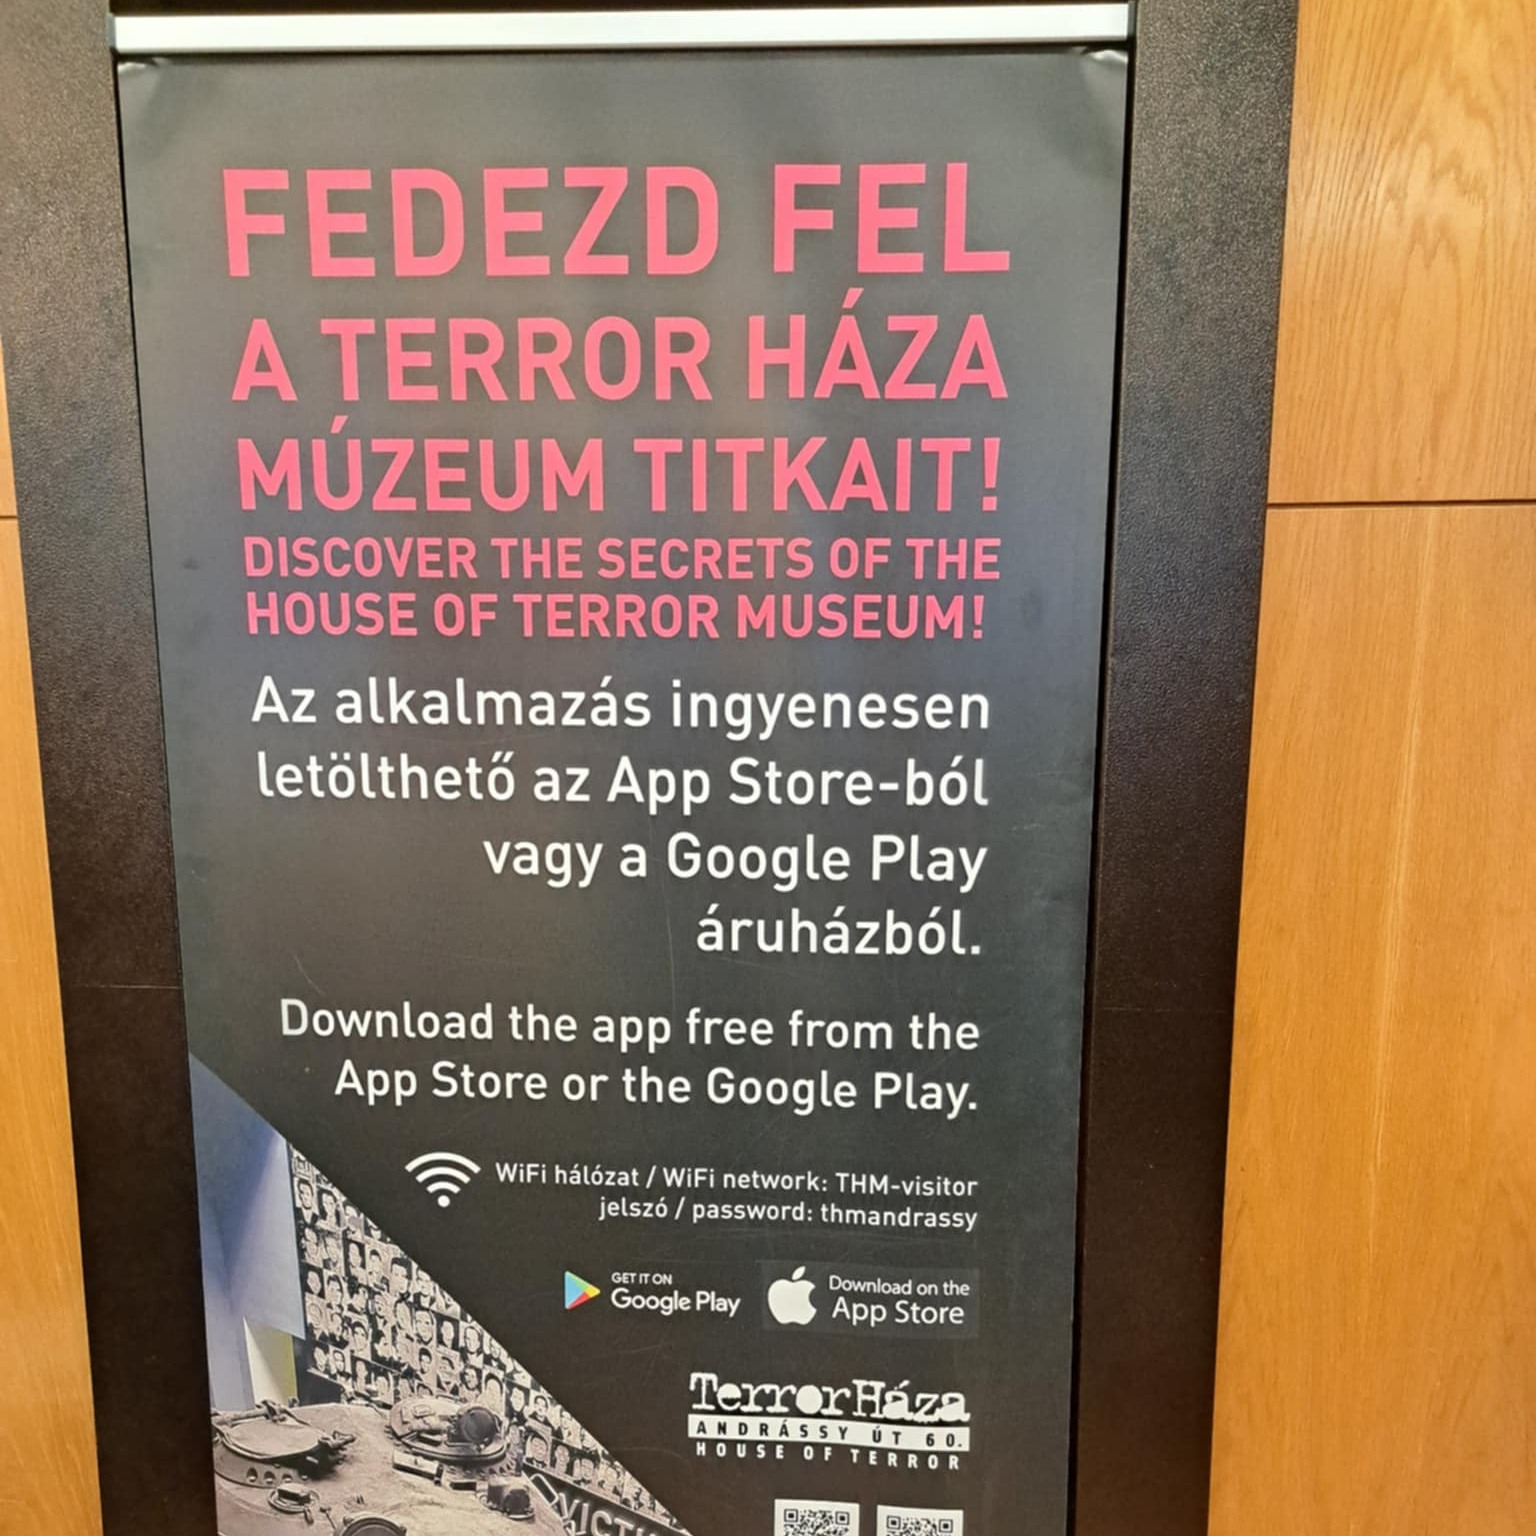 FEDEZD FEL
A TERROR HÁZA
MÚZEUM TITKAIT!
DISCOVER THE SECRETS OF THE
HOUSE OF TERROR MUSEUM!
Az alkalmazás ingyenesen
letölthető az App Store-ból
vagy a Google Play
áruházból.
Download the app free from the
App Store or the Google Play.
WiFi hálózat / WiFi network: THM-visitor
jelszó / password: thmandrassy
GET IT ON
Google Play
Download on the
App Store
TerrorHáza
ANDRÁSSY ÚT 60.
HOUSE OF TERROR